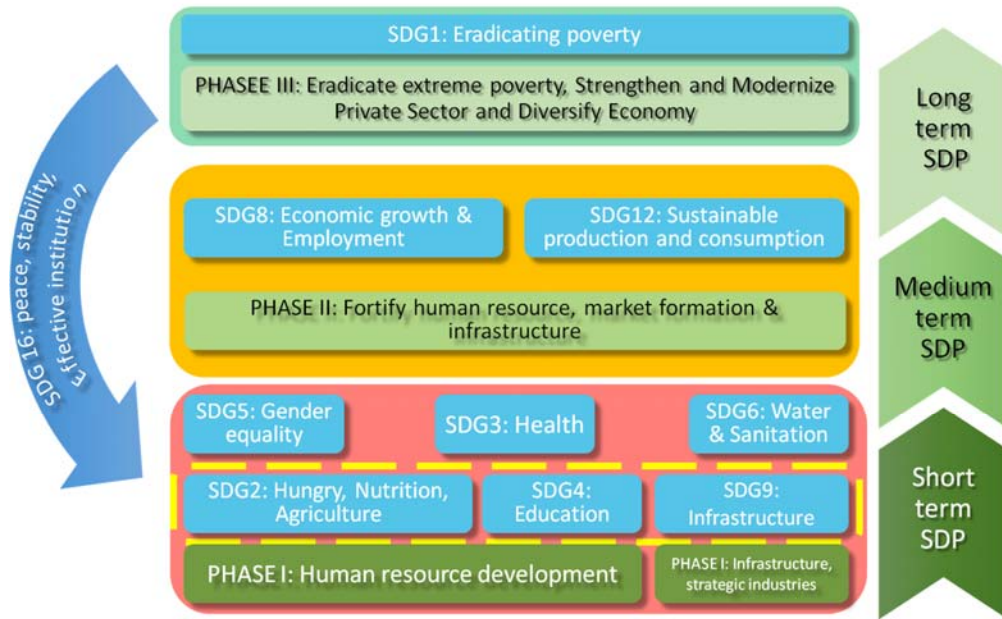 SDG1: Eradicating poverty
PHASEE III: Eradicate extreme poverty, Strengthen and Modernize
Private Sector and Diversify Economy
Long
term
SDP
SDG 16: peace, stability,
Effective institution
SDG8: Economic growth &
Employment
SDG12: Sustainable
production and consumption
PHASE II: Fortify human resource, market formation &
infrastructure
Medium
term
SDP
SDG5: Gender
equality
SDG3: Health
SDG6: Water
& Sanitation
SDG2: Hungry, Nutrition,
Agriculture
SDG4:
Education
SDG9:
Infrastructure
PHASE I: Human resource development
PHASE I: Infrastructure,
strategic industries
Short
term
SDP